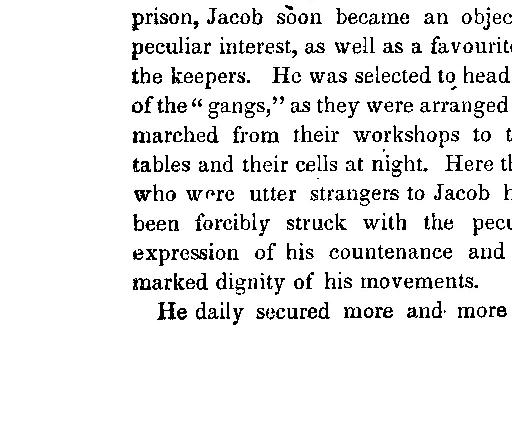 prison, Jacob soon became an objec
peculiar interest, as well as a favourite
the keepers. He was selected to head
of the “ gangs,” as they were arranged
marched from their workshops to t
tables and their cells at night. Here th
who were utter strangers to Jacob h
been forcibly struck with the pecu
expression of his countenance and
marked dignity of his movements.
He daily secured more and more